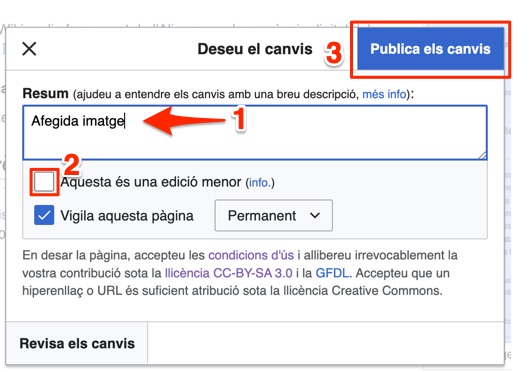 Deseu el canvis
3
Publica els canvis
Resum (ajudeu a entendre els canvis amb una breu descripció, més info):
Afegida imatge
1
2
Aquesta és una edició menor (info.)
Vigila aquesta pàgina
Permanent
En desar la pàgina, accepteu les condicions d'ús i allibereu irrevocablement la
vostra contribució sota la llicència CC-BY-SA 3.0 i la GFDL. Accepteu que un
hiperenllaç o URL és suficient atribució sota la llicència Creative Commons.
Revisa els canvis